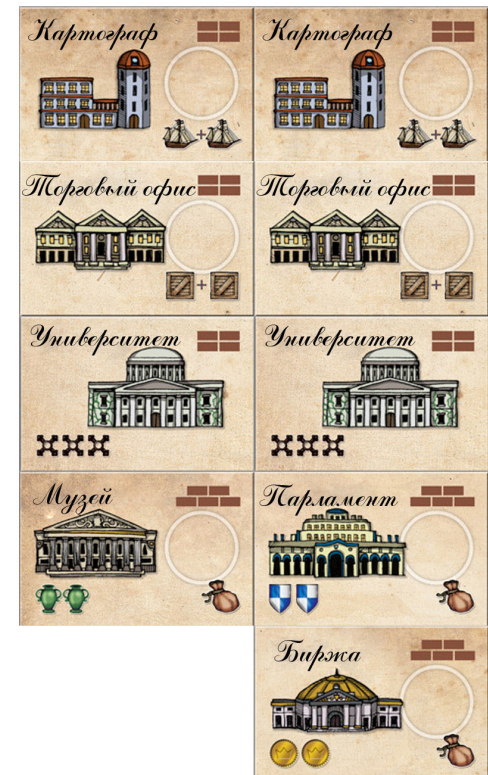 Картограф
Картограф
Торговый офис
+
Торговый офис
+
Университет
Университет
Музей
Парламент
Биржа